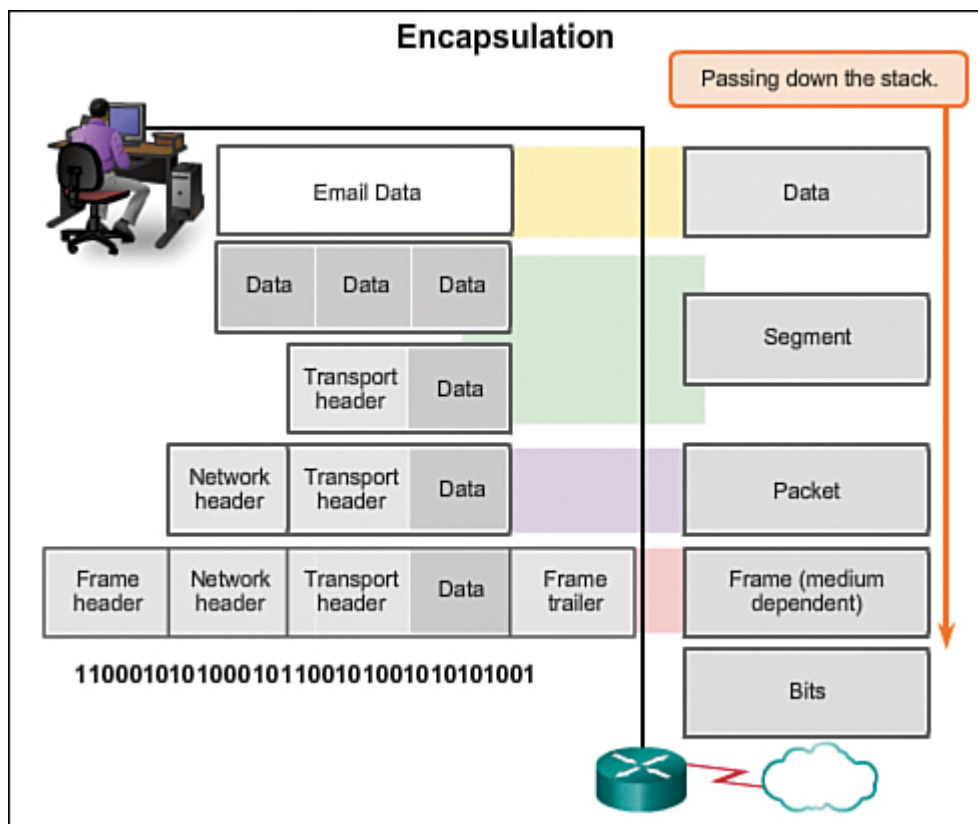 Encapsulation
Passing down the stack.
Email Data
Data
Data
Data
Data
Segment
Transport
header
Data
Network
header
Transport
header
Data
Packet
Frame
header
Network
header
Transport
header
Data
Frame
trailer
Frame (medium
dependent)
1100010101000101100101001010101001
Bits